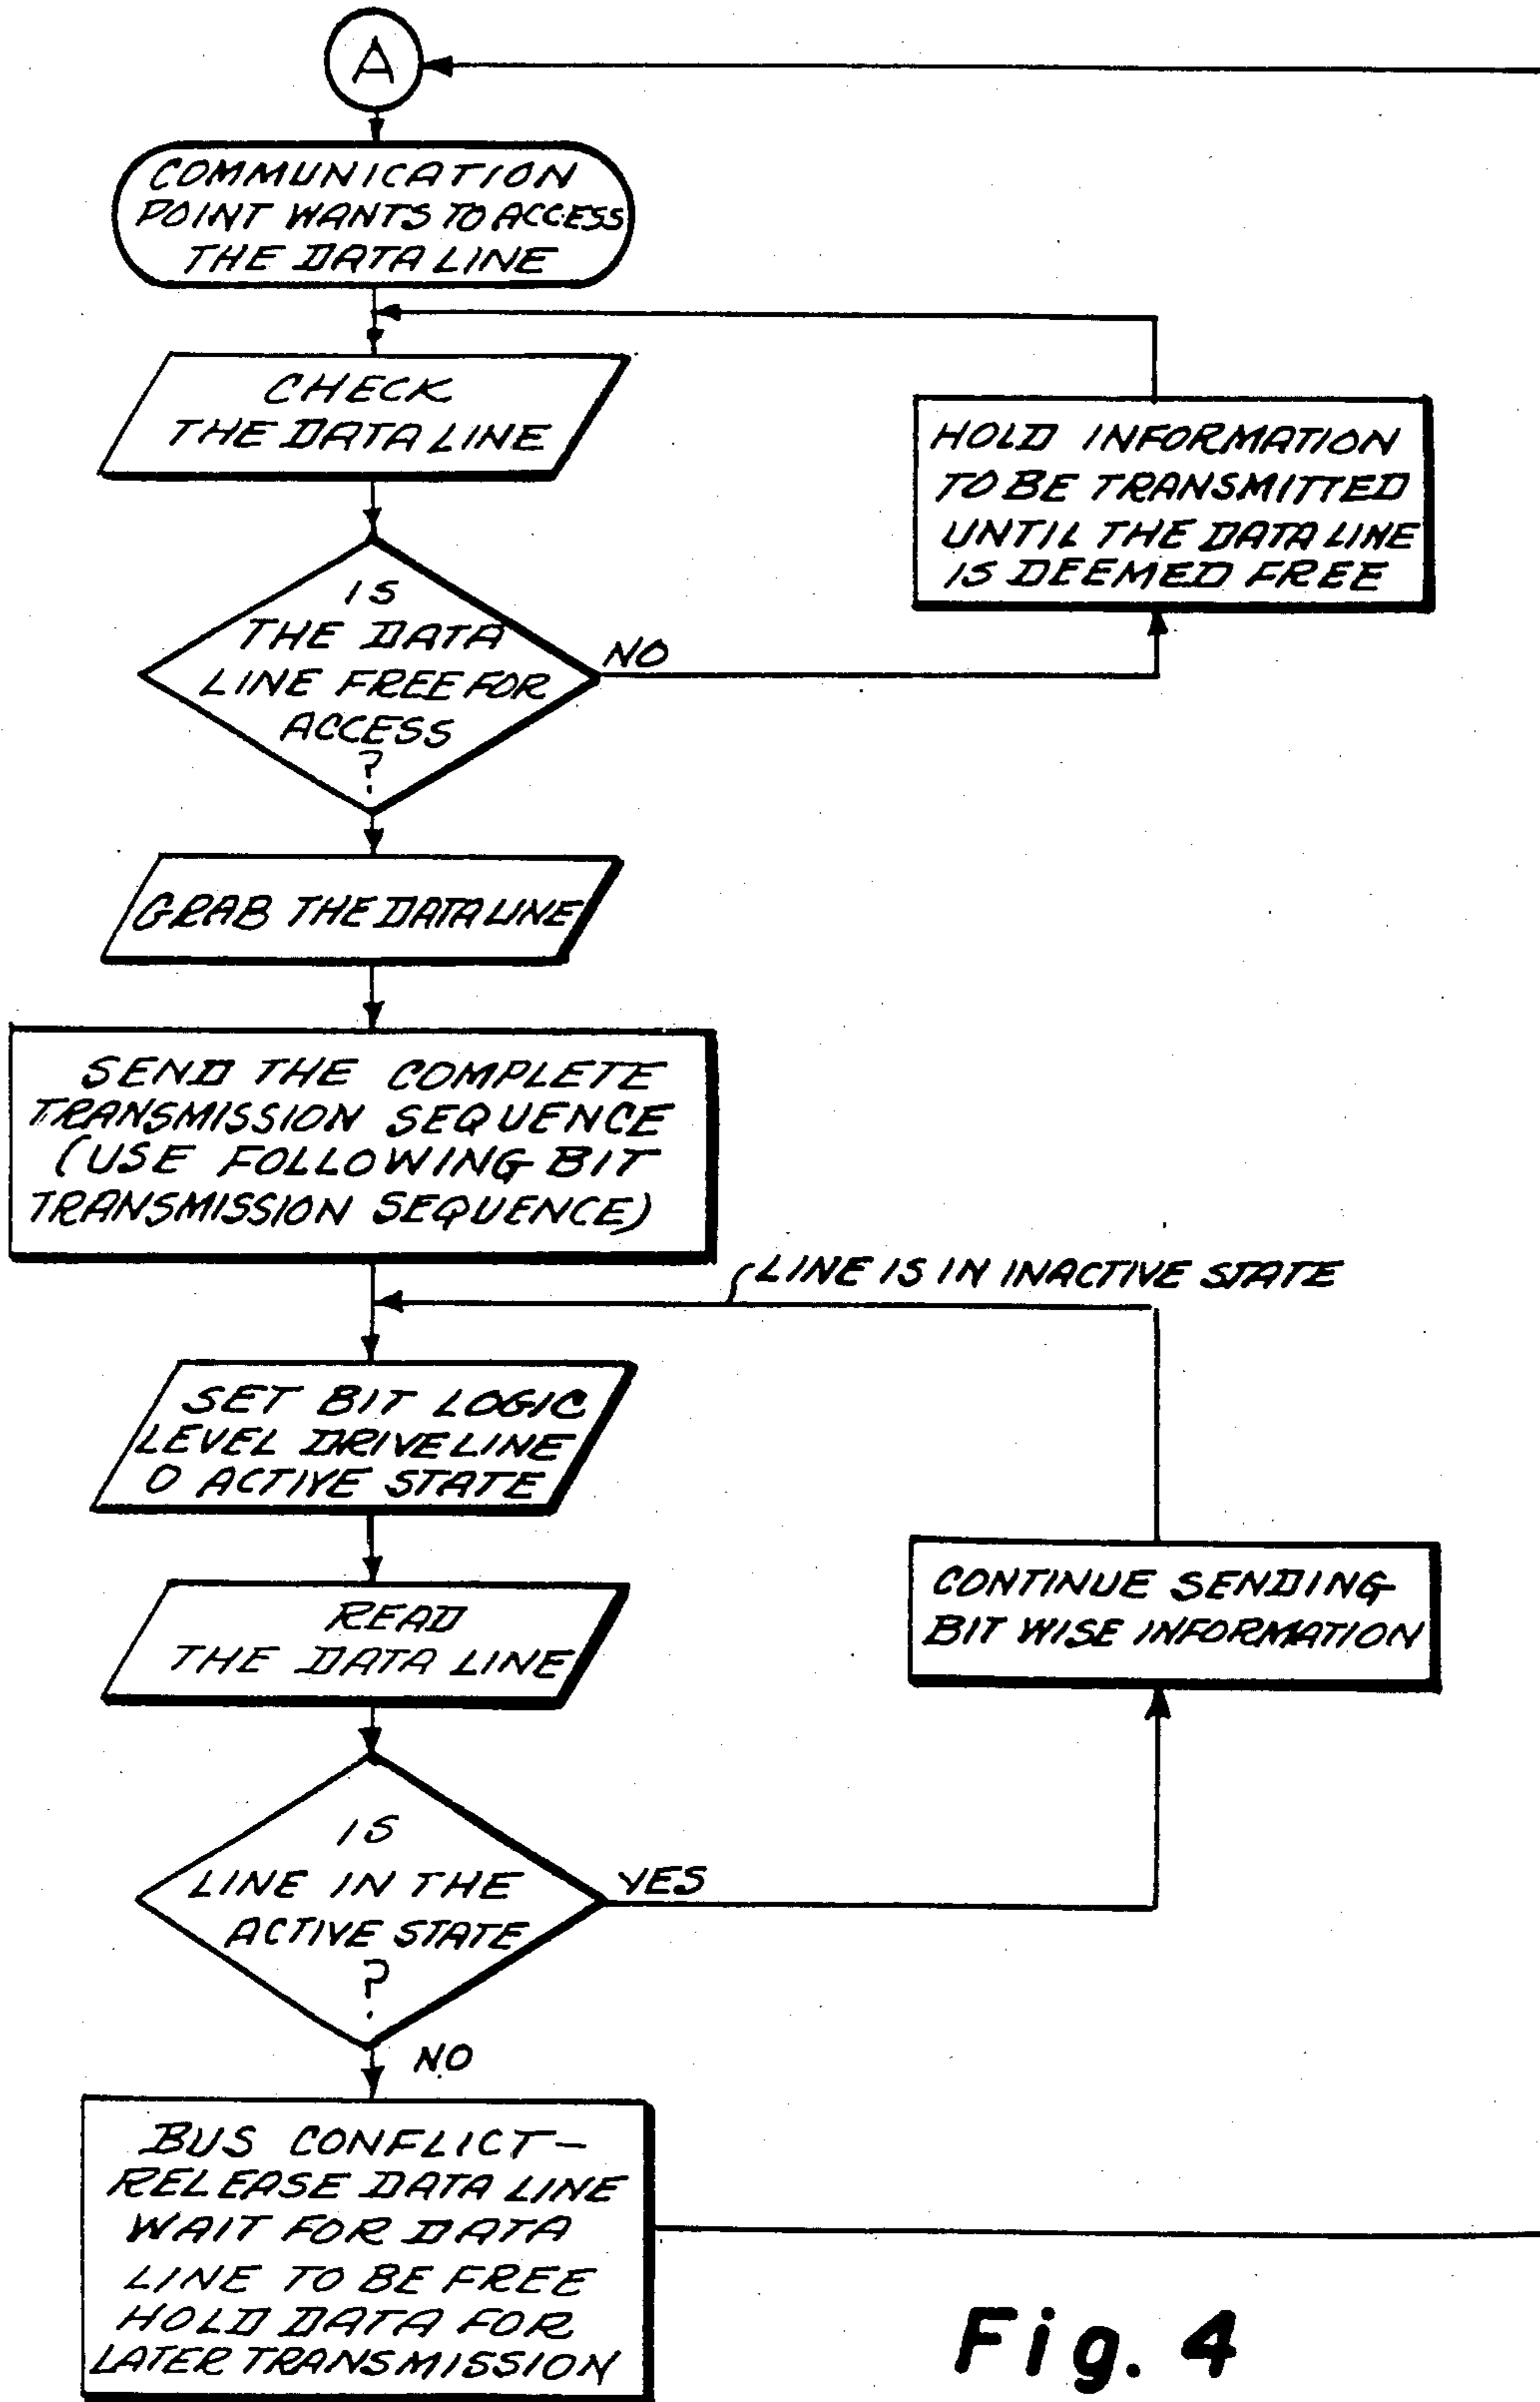 A
COMMUNICATION
POINT WANTS TO ACCESS
THE DATA LINE
CHECK
THE DATA LINE
HOLD INFORMATION
TO BE TRANSMITTED
UNTIL THE DATA LINE
IS DEEMED FREE
IS
THE DATA
LINE FREE FOR
ACCESS
?
NO
GRAB THE DATA LINE
SEND THE COMPLETE
TRANSMISSION SEQUENCE
(USE FOLLOWING BIT
TRANSMISSION SEQUENCE)
LINE IS IN INACTIVE STATE
SET BIT LOGIC
LEVEL DRIVE LINE
O ACTIVE STATE
READ
THE DATA LINE
CONTINUE SENDING
BIT WISE INFORMATION
IS
LINE IN THE
ACTIVE STATE
?
YES
NO
BUS CONFLICT-
RELEASE DATA LINE
WAIT FOR DATA
LINE TO BE FREE
HOLD DATA FOR
LATER TRANSMISSION
Fig. 4